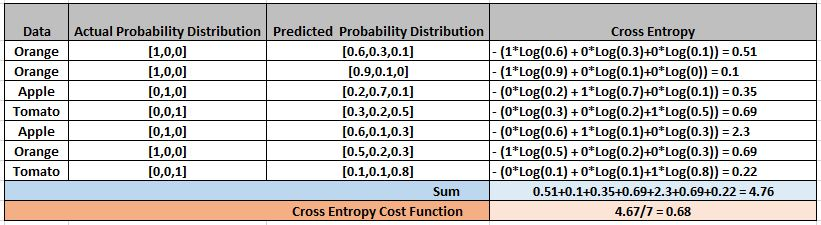 Data Actual Probability Distribution Predicted Probability Distribution Cross Entropy
Orange [1,0,0] [0.6,0.3,0.1] - (1*Log(0.6) + 0*Log(0.3)+0*Log(0.1)) = 0.51
Orange [1,0,0] [0.9,0.1,0] - (1*Log(0.9) + 0*Log(0.1)+0*Log(0)) = 0.1
Apple [0,1,0] [0.2,0.7,0.1] - (0*Log(0.2) + 1*Log(0.7)+0*Log(0.1)) = 0.35
Tomato [0,0,1] [0.3,0.2,0.5] - (0*Log(0.3) + 0*Log(0.2)+1*Log(0.5)) = 0.69
Apple [0,1,0] [0.6,0.1,0.3] - (0*Log(0.6) + 1*Log(0.1)+0*Log(0.3)) = 2.3
Orange [1,0,0] [0.5,0.2,0.3] - (1*Log(0.5) + 0*Log(0.2)+0*Log(0.3)) = 0.69
Tomato [0,0,1] [0.1,0.1,0.8] - (0*Log(0.1) + 0*Log(0.1)+1*Log(0.8)) = 0.22
Sum 0.51+0.1+0.35+0.69+2.3+0.69+0.22 = 4.76
Cross Entropy Cost Function 4.67/7 = 0.68